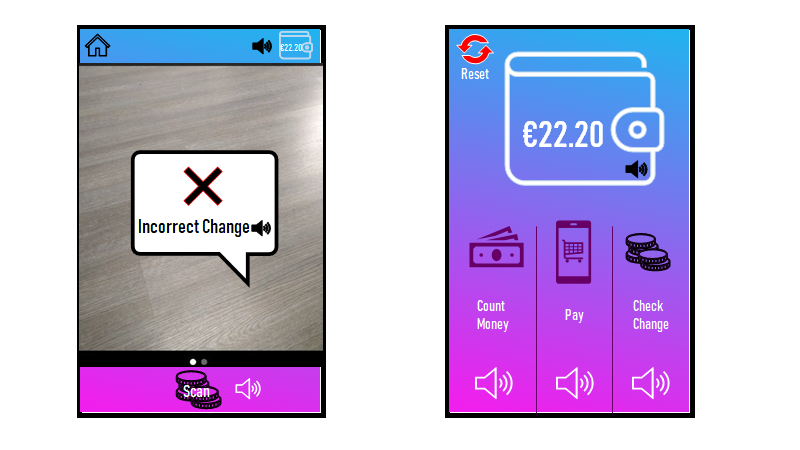 €22.20
Incorrect Change
Scan
Reset
€22.20
Count
Money
Pay
Check
Change